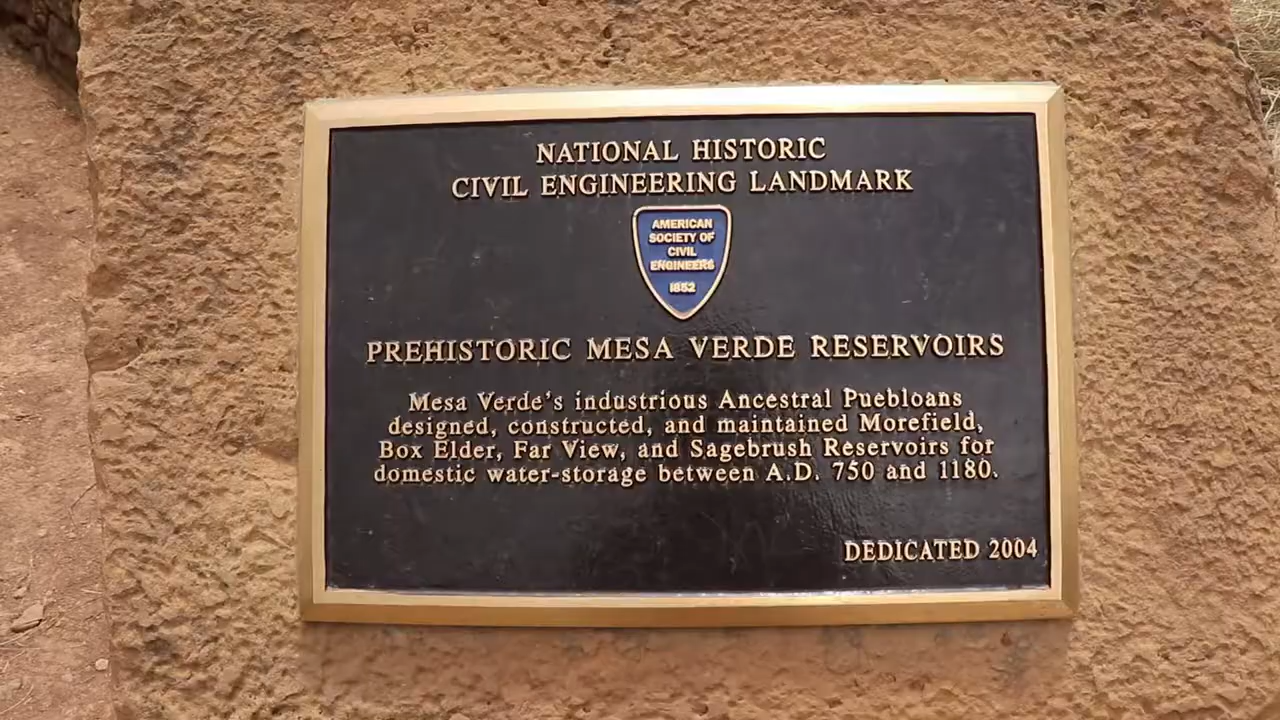 NATIONAL HISTORIC
CIVIL ENGINEERING LANDMARK
AMERICAN
SOCIETY OF
CIVIL
ENGINEERS
1852
PREHISTORIC MESA VERDE RESERVOIRS
Mesa Verde's industrious Ancestral Puebloans
designed, constructed, and maintained Morefield,
Box Elder, Far View, and Sagebrush Reservoirs for
domestic water-storage between A.D. 750 and 1180.
DEDICATED 2004